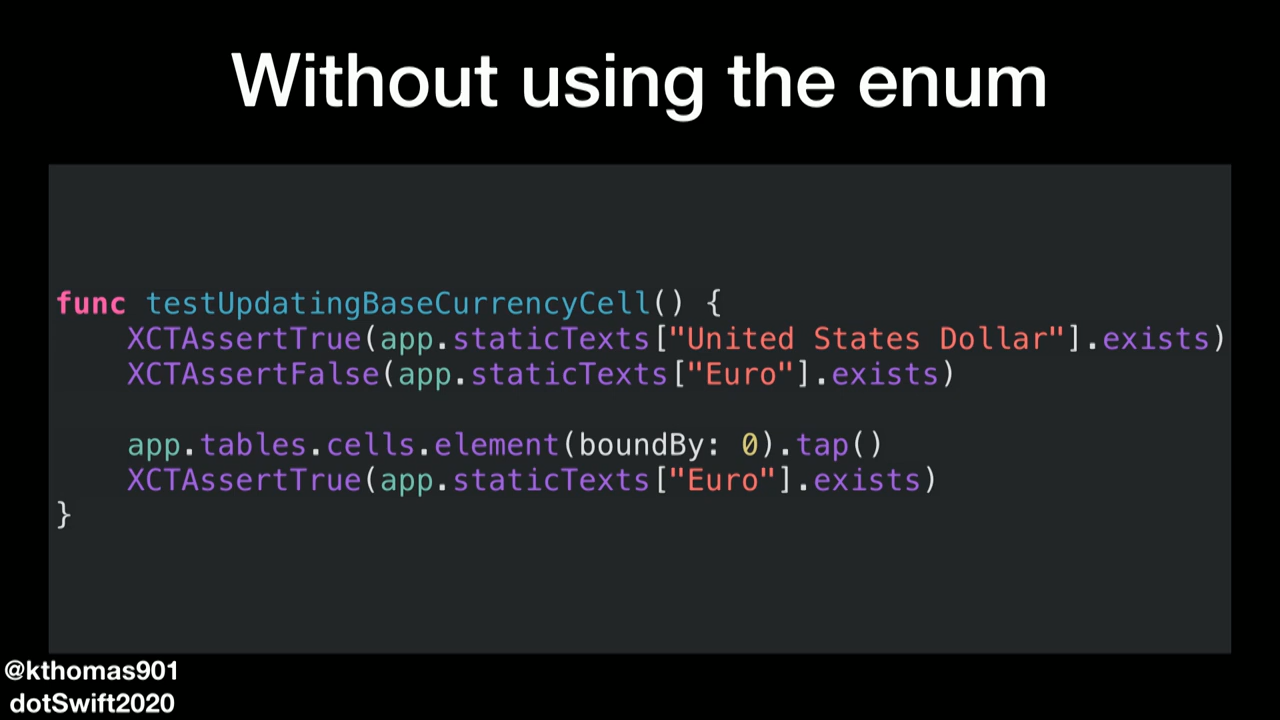 Without using the enum
func testUpdatingBaseCurrencyCell() {
    XCTAssertTrue(app.staticTexts["United States Dollar"].exists)
    XCTAssertFalse(app.staticTexts["Euro"].exists)
    app.tables.cells.element(boundBy: 0).tap()
    XCTAssertTrue(app.staticTexts["Euro"].exists)
}
@kthomas901
dotSwift2020